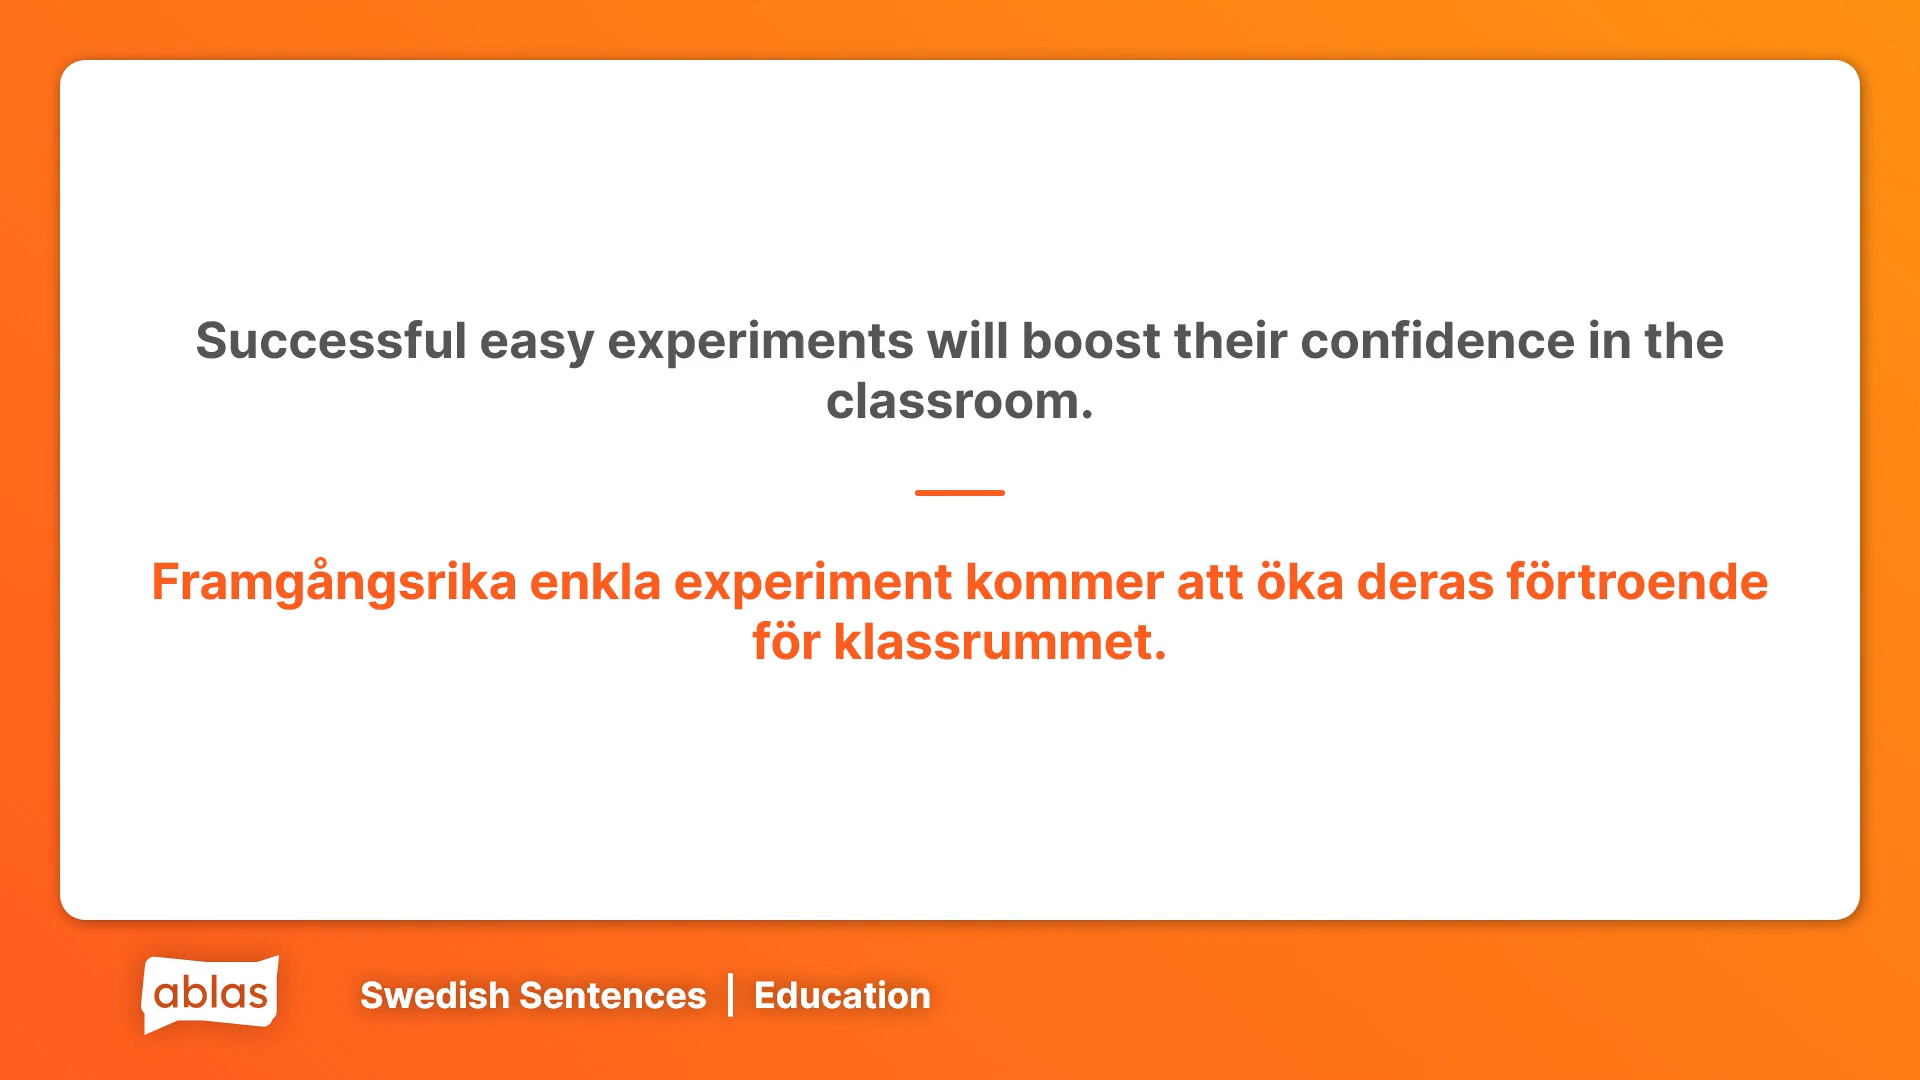 Successful easy experiments will boost their confidence in the
classroom.
Framgångsrika enkla experiment kommer att öka deras förtroende
för klassrummet.
ablas
Swedish Sentences | Education